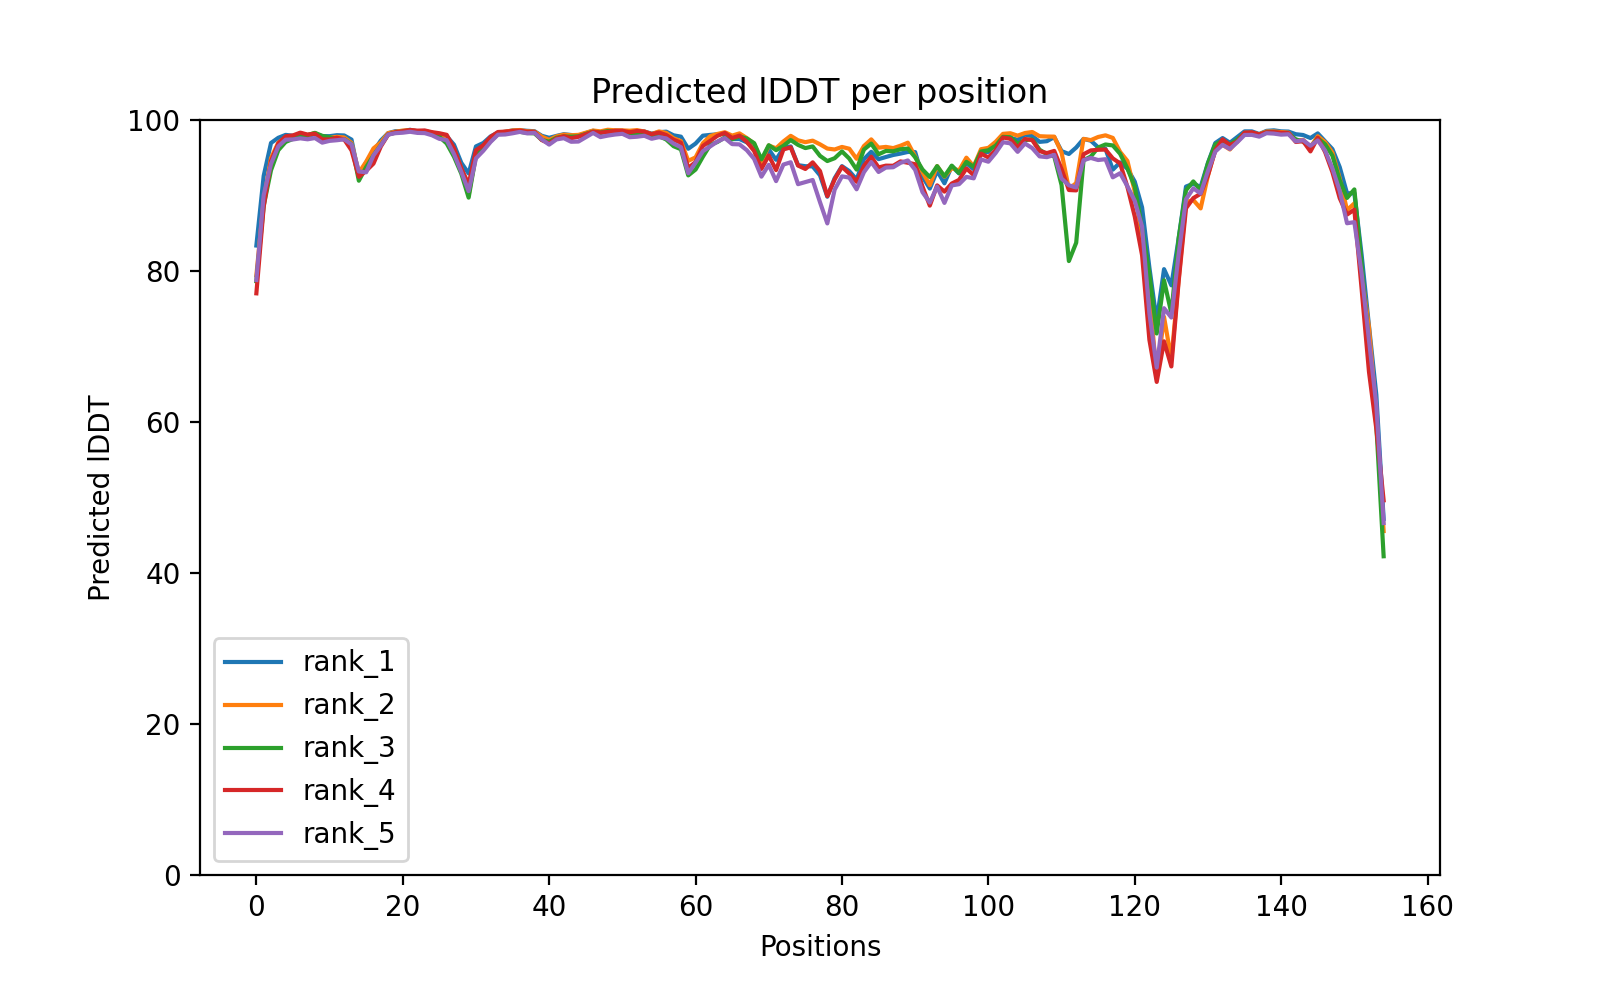 Predicted lDDT per position
100
80
60
40
20
0
Predicted lDDT
rank_1
rank_2
rank_3
rank_4
rank_5
0 20 40 60 80 100 120 140 160
Positions